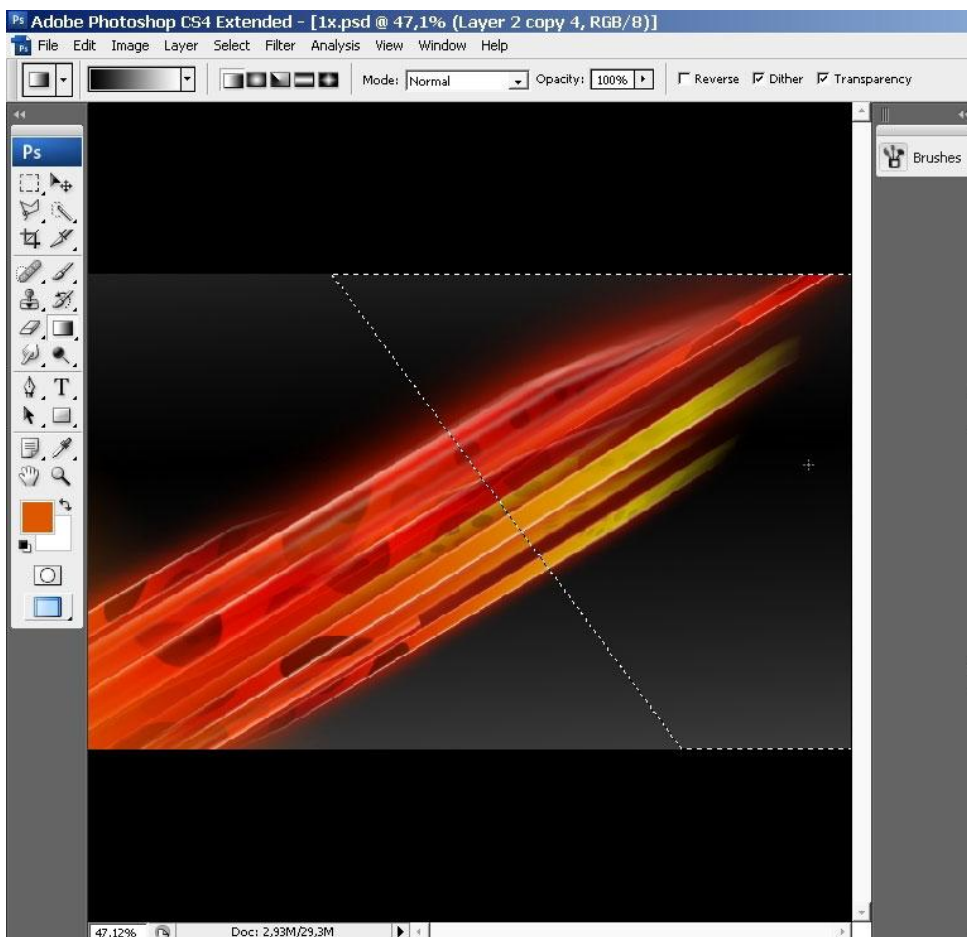 Ps Adobe Photoshop CS4 Extended - [1x.psd @ 47,1% (Layer 2 copy 4, RGB/8)]
Ps File Edit Image Layer Select Filter Analysis View Window Help
Mode: Normal Opacity: 100% Reverse Dither Transparency
Ps
Brushes
T
47.12% Doc: 2,93M/29,3M